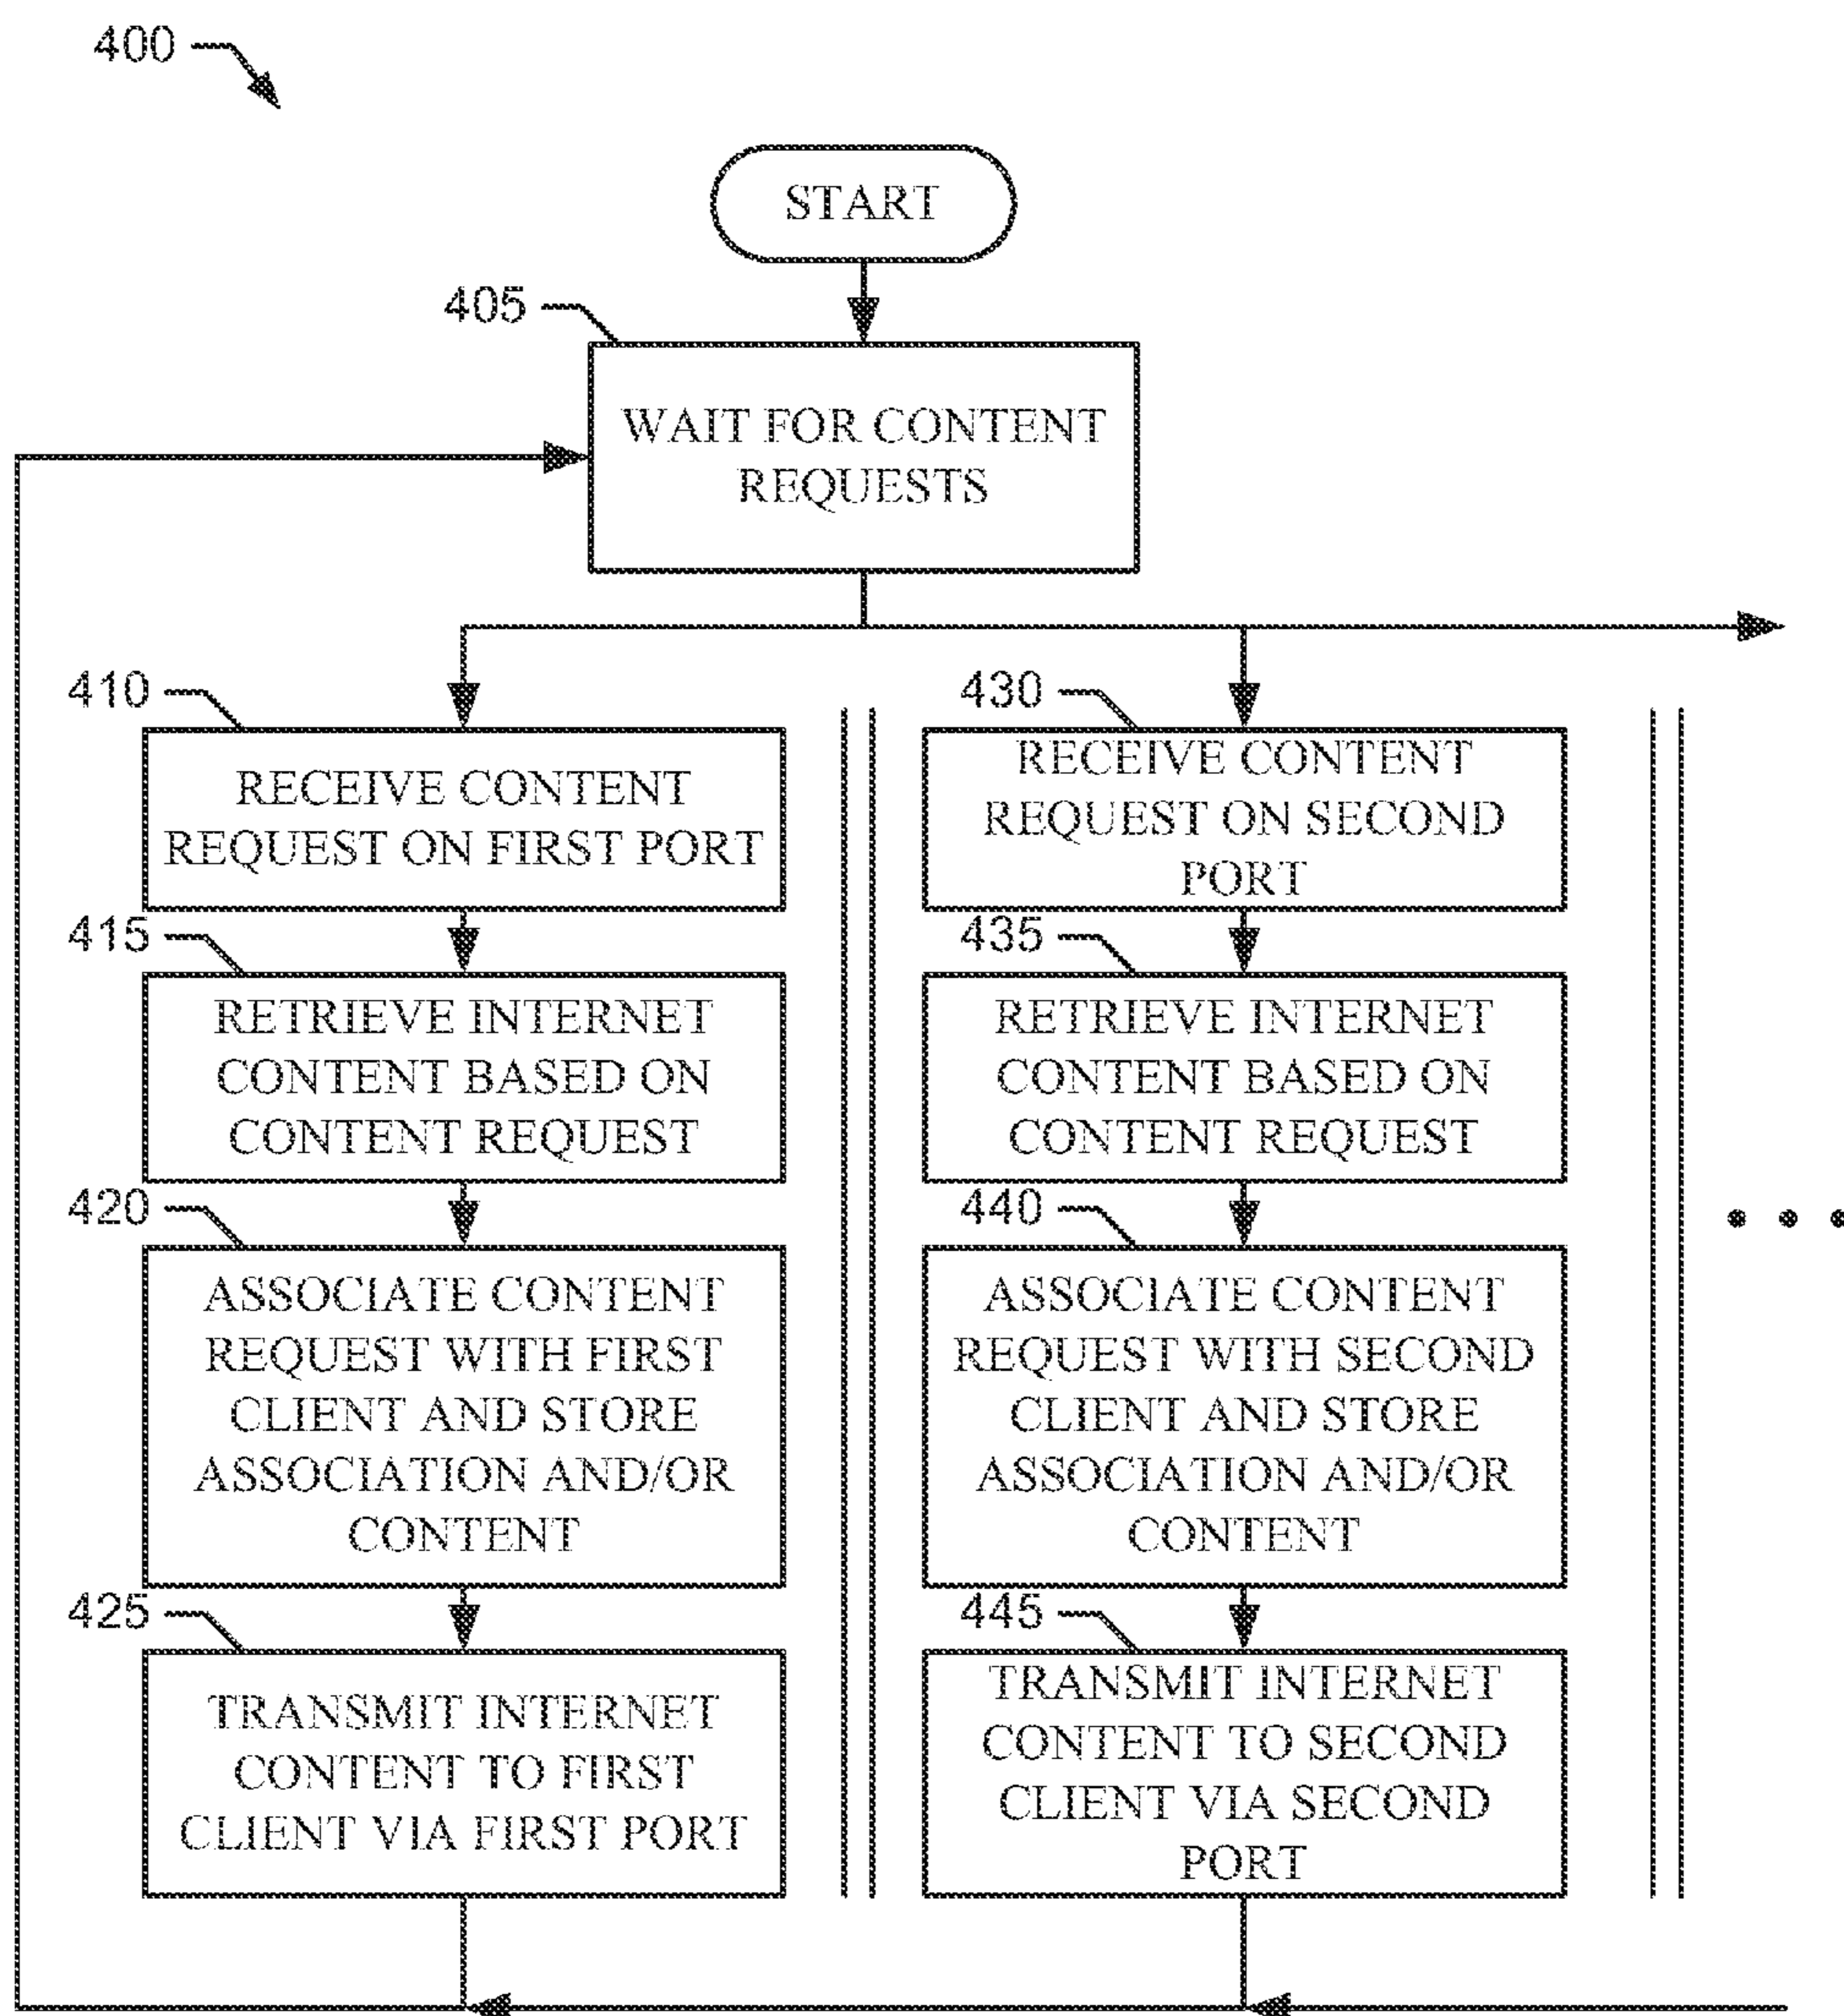 400
START
405
WAIT FOR CONTENT
REQUESTS
410
RECEIVE CONTENT
REQUEST ON FIRST PORT
415
RETRIEVE INTERNET
CONTENT BASED ON
CONTENT REQUEST
420
ASSOCIATE CONTENT
REQUEST WITH FIRST
CLIENT AND STORE
ASSOCIATION AND/OR
CONTENT
425
TRANSMIT INTERNET
CONTENT TO FIRST
CLIENT VIA FIRST PORT
430
RECEIVE CONTENT
REQUEST ON SECOND
PORT
435
RETRIEVE INTERNET
CONTENT BASED ON
CONTENT REQUEST
440
ASSOCIATE CONTENT
REQUEST WITH SECOND
CLIENT AND STORE
ASSOCIATION AND/OR
CONTENT
445
TRANSMIT INTERNET
CONTENT TO SECOND
CLIENT VIA SECOND
PORT